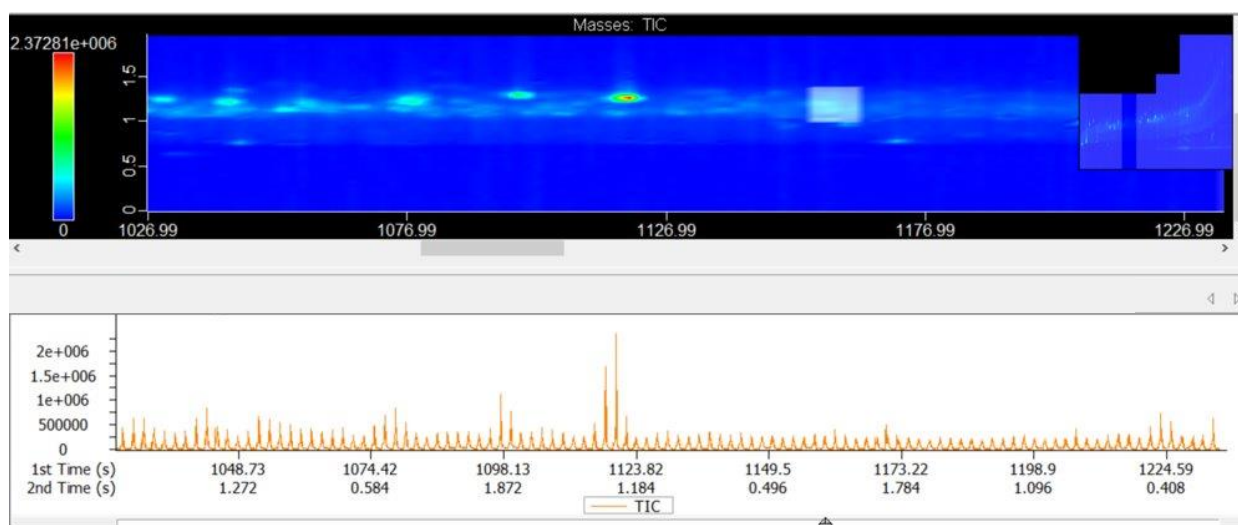 Masses: TIC
2.37281e+006
0
1.5
1
0.5
0
1026.99 1076.99 1126.99 1176.99 1226.99
2e+006
1.5e+006
1e+006
500000
0
1st Time (s) 1048.73 1074.42 1098.13 1123.82 1149.5 1173.22 1198.9 1224.59
2nd Time (s) 1.272 0.584 1.872 1.184 0.496 1.784 1.096 0.408
TIC